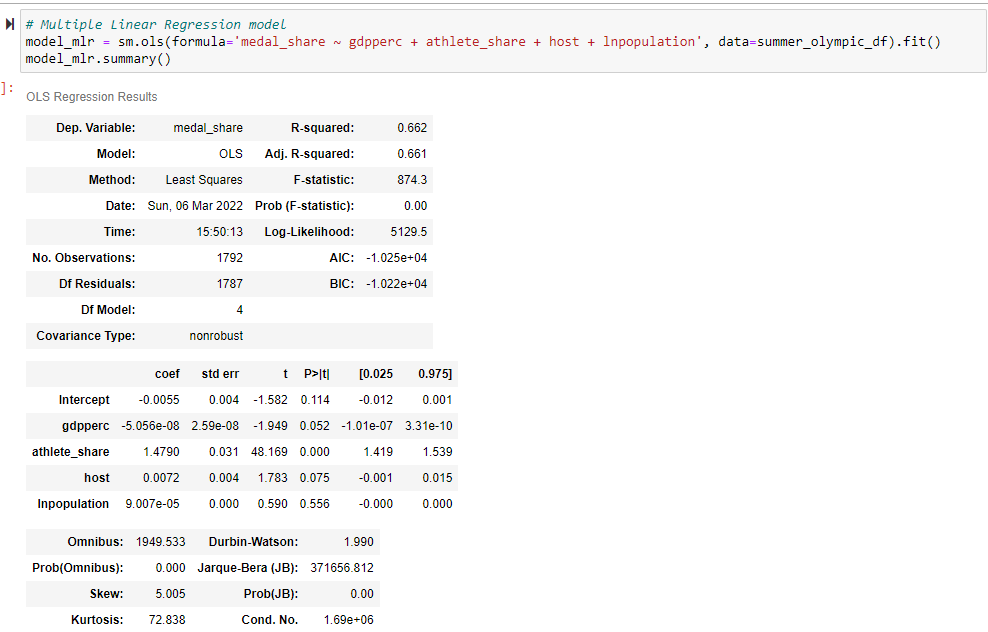 # Multiple Linear Regression model
model_mlr = sm.ols(formula='medal_share ~ gdpperc + athlete_share + host + lnpopulation', data=summer_olympic_df).fit()
model_mlr.summary()
]:
OLS Regression Results
Dep. Variable: medal_share R-squared: 0.662
Model: OLS Adj. R-squared: 0.661
Method: Least Squares F-statistic: 874.3
Date: Sun, 06 Mar 2022 Prob (F-statistic): 0.00
Time: 15:50:13 Log-Likelihood: 5129.5
No. Observations: 1792 AIC: -1.025e+04
Df Residuals: 1787 BIC: -1.022e+04
Df Model: 4
Covariance Type: nonrobust
coef std err t P>|t| [0.025 0.975]
Intercept -0.0055 0.004 -1.582 0.114 -0.012 0.001
gdpperc -5.056e-08 2.59e-08 -1.949 0.052 -1.01e-07 3.31e-10
athlete_share 1.4790 0.031 48.169 0.000 1.419 1.539
host 0.0072 0.004 1.783 0.075 -0.001 0.015
lnpopulation 9.007e-05 0.000 0.590 0.556 -0.000 0.000
Omnibus: 1949.533 Durbin-Watson: 1.990
Prob(Omnibus): 0.000 Jarque-Bera (JB): 371656.812
Skew: 5.005 Prob(JB): 0.00
Kurtosis: 72.838 Cond. No. 1.69e+06